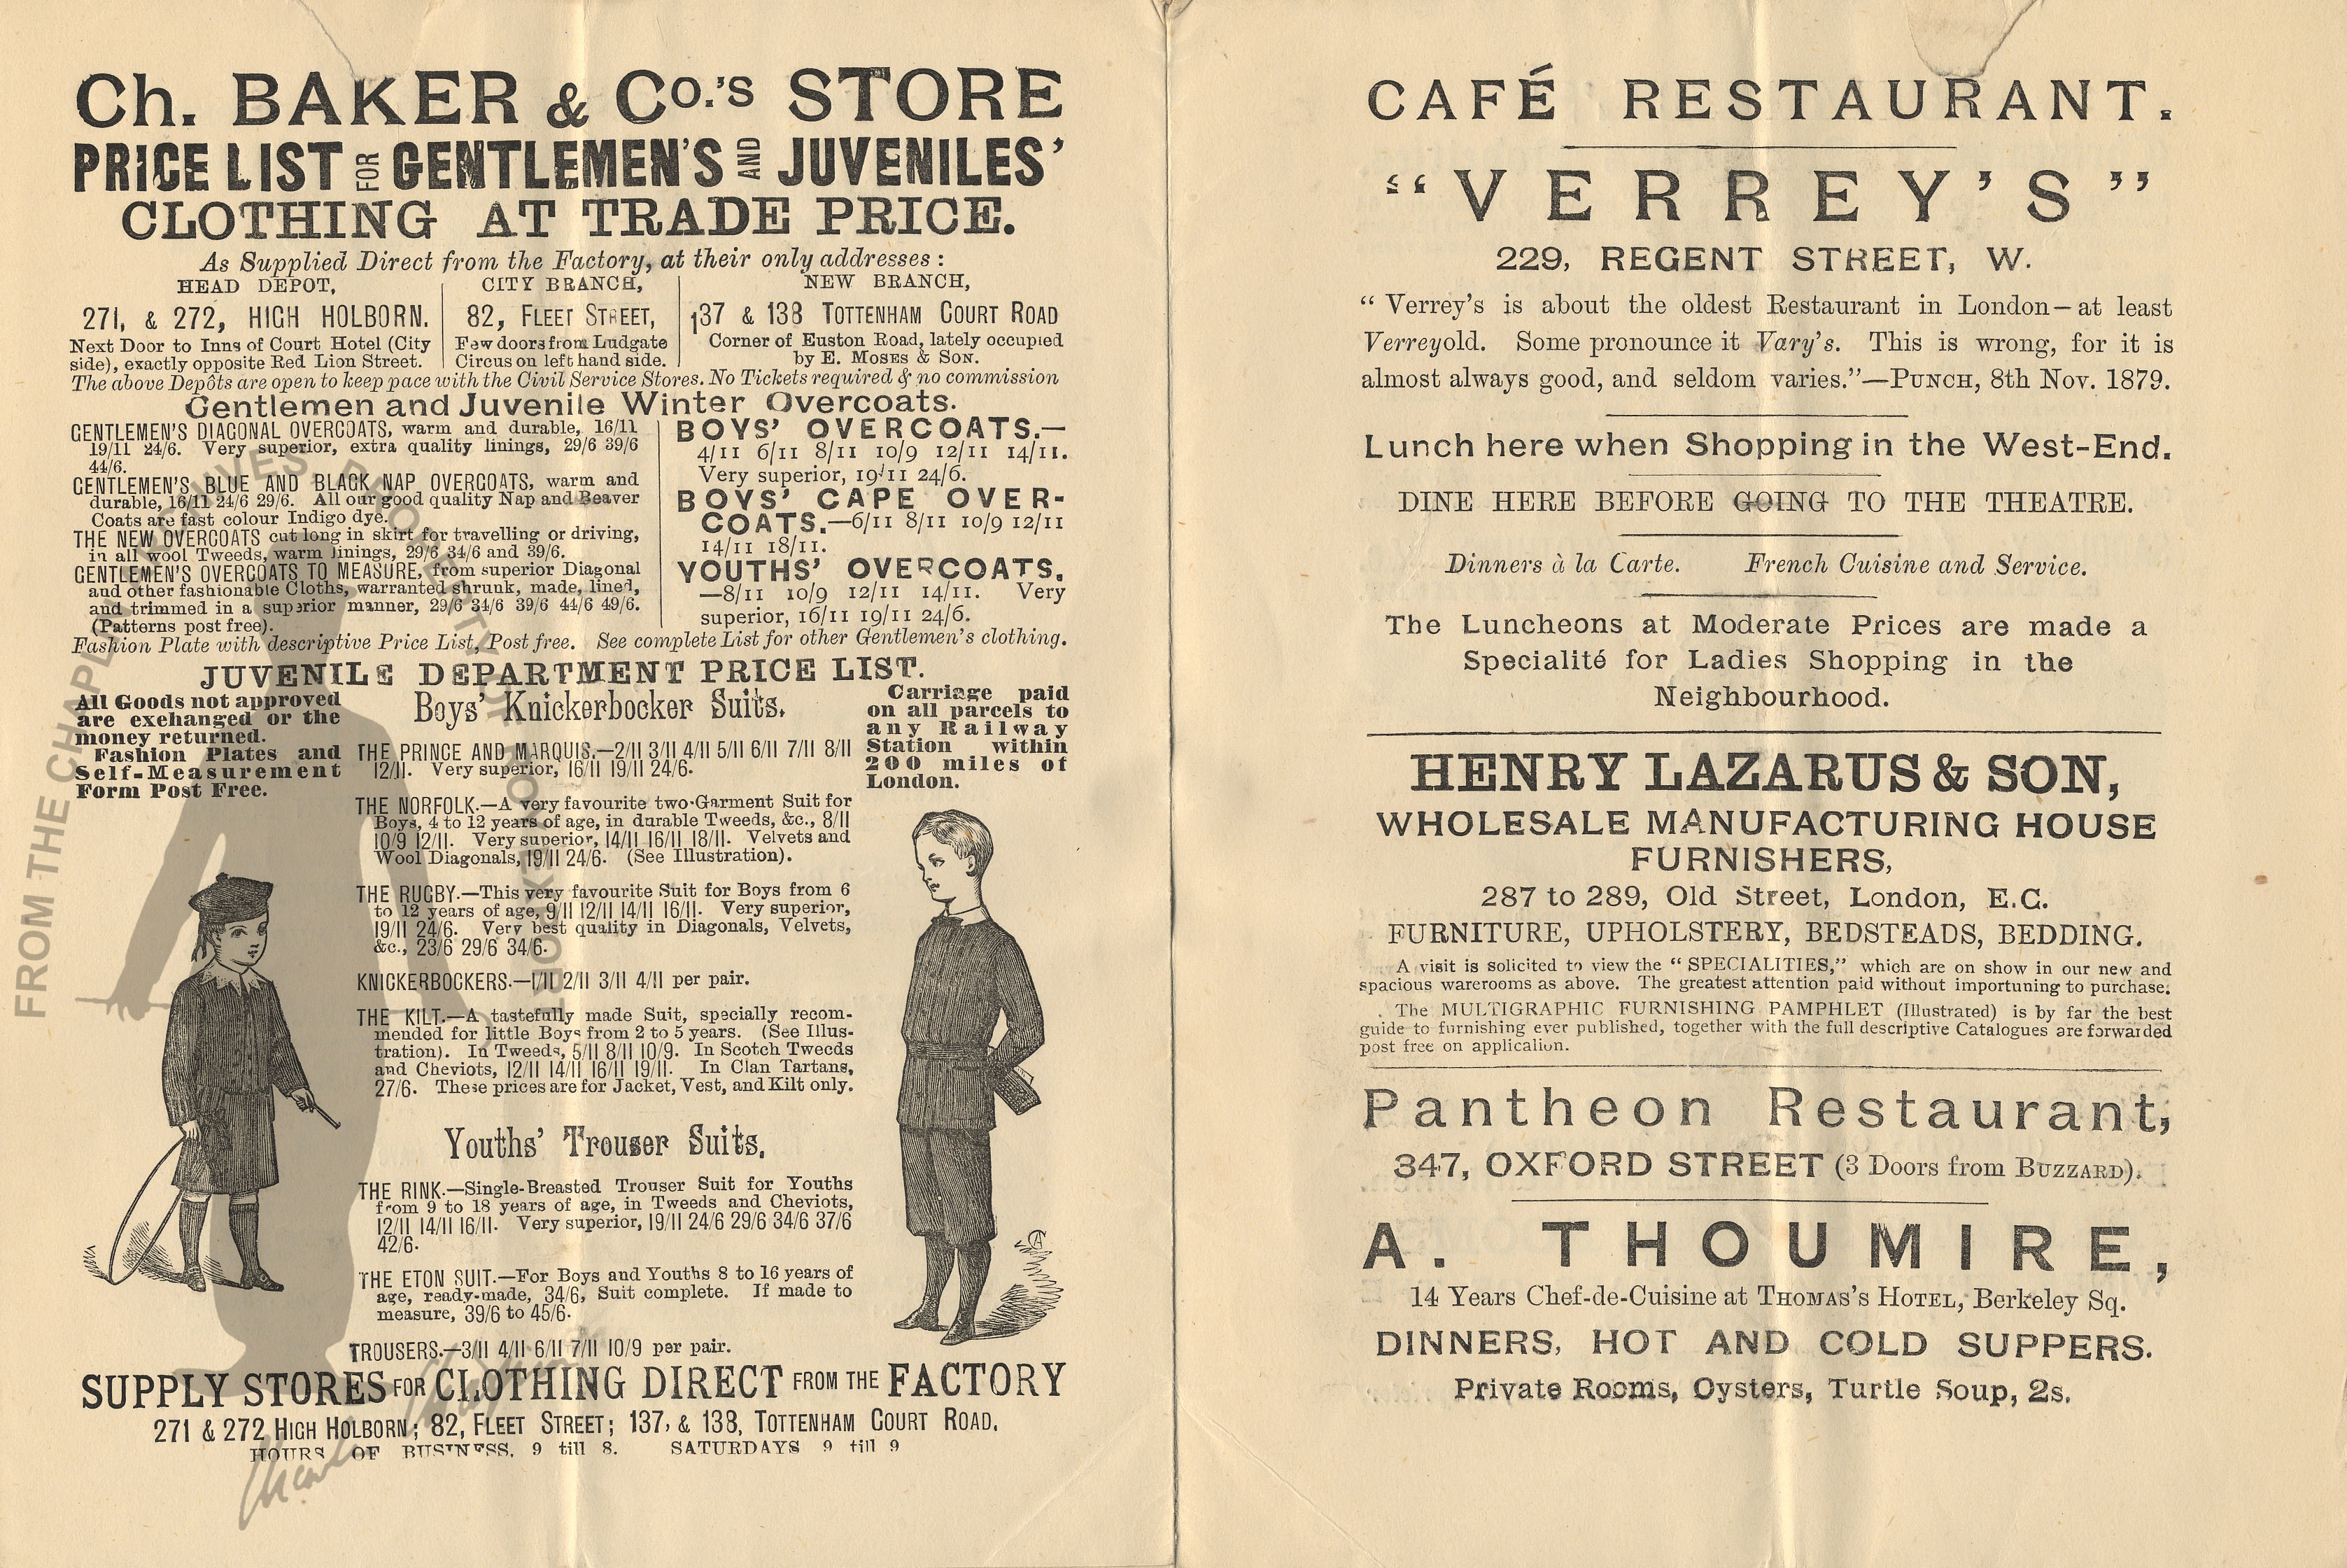 Ch. BAKER & Co.'s STORE
PRICE LIST FOR GENTLEMEN'S AND JUVENILES'
CLOTHING AT TRADE PRICE.
As Supplied Direct from the Factory, at their only addresses:
HEAD DEPOT,
271, & 272, HIGH HOLBORN.
Next Door to Inns of Court Hotel (City
side), exactly opposite Red Lion Street.
CITY BRANCH,
82, FLEET STREET,
Few doors from Ludgate
Circus on left hand side.
NEW BRANCH,
137 & 138 TOTTENHAM COURT ROAD
Corner of Euston Road, lately occupied
by E. MOSES & SON.
The above Depôts are open to keep pace with the Civil Service Stores. No Tickets required & no commission
Gentlemen and Juvenile Winter Overcoats.
GENTLEMEN'S DIAGONAL OVERCOATS, warm and durable, 16/11
19/11 24/6. Very superior, extra quality linings, 29/6 39/6
44/6.
GENTLEMEN'S BLUE AND BLACK NAP OVERCOATS, warm and
durable, 16/11 24/6 29/6. All our good quality Nap and Beaver
Coats are fast colour Indigo dye.
THE NEW OVERCOATS cut long in skirt for travelling or driving,
in all wool Tweeds, warm linings, 29/6 34/6 and 39/6.
GENTLEMEN'S OVERCOATS TO MEASURE, from superior Diagonal
and other fashionable Cloths, warranted shrunk, made, lined,
and trimmed in a superior manner, 29/6 34/6 39/6 44/6 49/6.
(Patterns post free).
BOYS' OVERCOATS.—
4/11 6/11 8/11 10/9 12/11 14/11.
Very superior, 19/11 24/6.
BOYS' CAPE OVER-
COATS.—6/11 8/11 10/9 12/11
14/11 18/11.
YOUTHS' OVERCOATS.
—8/11 10/9 12/11 14/11. Very
superior, 16/11 19/11 24/6.
Fashion Plate with descriptive Price List, Post free. See complete List for other Gentlemen's clothing.
JUVENILE DEPARTMENT PRICE LIST.
All Goods not approved
are exehanged or the
money returned.
Fashion Plates and
Self-Measurement
Form Post Free.
Boys' Knickerbocker Suits.
Carriage paid
on all parcels to
any Railway
Station within
200 miles of
London.
THE PRINCE AND MARQUIS.—2/11 3/11 4/11 5/11 6/11 7/11 8/11
12/11. Very superior, 16/11 19/11 24/6.
THE NORFOLK.—A very favourite two-Garment Suit for
Boys, 4 to 12 years of age, in durable Tweeds, &c., 8/11
10/9 12/11. Very superior, 14/11 16/11 18/11. Velvets and
Wool Diagonals, 19/11 24/6. (See Illustration).
THE RUGBY.—This very favourite Suit for Boys from 6
to 12 years of age, 9/11 12/11 14/11 16/11. Very superior,
19/11 24/6. Very best quality in Diagonals, Velvets,
&c., 23/6 29/6 34/6.
KNICKERBOCKERS.—1/11 2/11 3/11 4/11 per pair.
THE KILT.—A tastefully made Suit, specially recom-
mended for little Boys from 2 to 5 years. (See Illus-
tration). In Tweeds, 5/11 8/11 10/9. In Scotch Tweeds
and Cheviots, 12/11 14/11 16/11 19/11. In Clan Tartans,
27/6. These prices are for Jacket, Vest, and Kilt only.
Youths' Trouser Suits.
THE RINK.—Single-Breasted Trouser Suit for Youths
from 9 to 18 years of age, in Tweeds and Cheviots,
12/11 14/11 16/11. Very superior, 19/11 24/6 29/6 34/6 37/6
42/6.
THE ETON SUIT.—For Boys and Youths 8 to 16 years of
age, ready-made, 34/6, Suit complete. If made to
measure, 39/6 to 45/6.
TROUSERS.—3/11 4/11 6/11 7/11 10/9 per pair.
SUPPLY STORES FOR CLOTHING DIRECT FROM THE FACTORY
271 & 272 HIGH HOLBORN; 82, FLEET STREET; 137, & 138, TOTTENHAM COURT ROAD.
HOURS OF BUSINESS, 9 till 8. SATURDAYS 9 till 9
FROM THE CHAPLIN ARCHIVES. PROPERTY OF ROY EXPORT
CAFÉ RESTAURANT.
"VERREY'S"
229, REGENT STREET, W.
"Verrey's is about the oldest Restaurant in London—at least
Verreyold. Some pronounce it Vary's. This is wrong, for it is
almost always good, and seldom varies."—PUNCH, 8th Nov. 1879.
Lunch here when Shopping in the West-End.
DINE HERE BEFORE GOING TO THE THEATRE.
Dinners à la Carte. French Cuisine and Service.
The Luncheons at Moderate Prices are made a
Specialité for Ladies Shopping in the
Neighbourhood.
HENRY LAZARUS & SON,
WHOLESALE MANUFACTURING HOUSE
FURNISHERS,
287 to 289, Old Street, London, E.C.
FURNITURE, UPHOLSTERY, BEDSTEADS, BEDDING.
A visit is solicited to view the "SPECIALITIES," which are on show in our new and
spacious warerooms as above. The greatest attention paid without importuning to purchase.
The MULTIGRAPHIC FURNISHING PAMPHLET (Illustrated) is by far the best
guide to furnishing ever published, together with the full descriptive Catalogues are forwarded
post free on application.
Pantheon Restaurant,
347, OXFORD STREET (3 Doors from BUZZARD).
A. THOUMIRE,
14 Years Chef-de-Cuisine at THOMAS'S HOTEL, Berkeley Sq.
DINNERS, HOT AND COLD SUPPERS.
Private Rooms, Oysters, Turtle Soup, 2s.